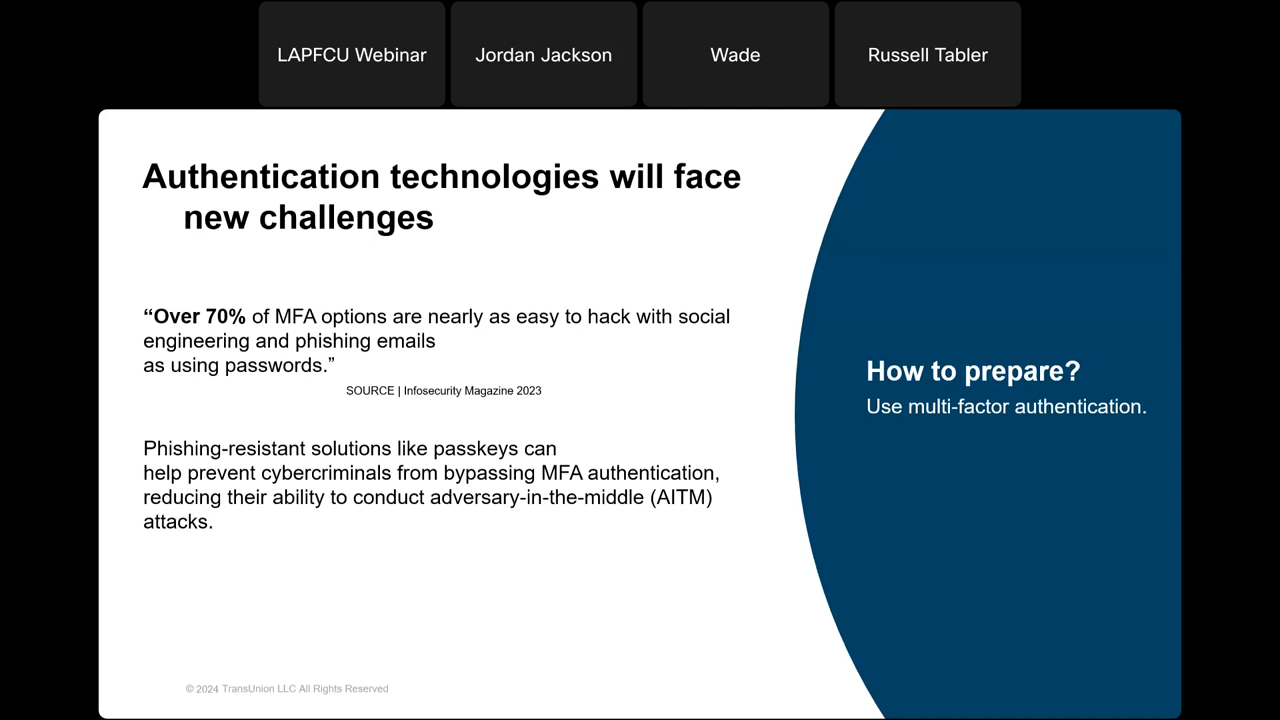 LAPFCU Webinar
Jordan Jackson
Wade
Russell Tabler
Authentication technologies will face
new challenges
“Over 70% of MFA options are nearly as easy to hack with social
engineering and phishing emails
as using passwords.”
SOURCE | Infosecurity Magazine 2023
Phishing-resistant solutions like passkeys can
help prevent cybercriminals from bypassing MFA authentication,
reducing their ability to conduct adversary-in-the-middle (AITM)
attacks.
How to prepare?
Use multi-factor authentication.
© 2024 TransUnion LLC All Rights Reserved